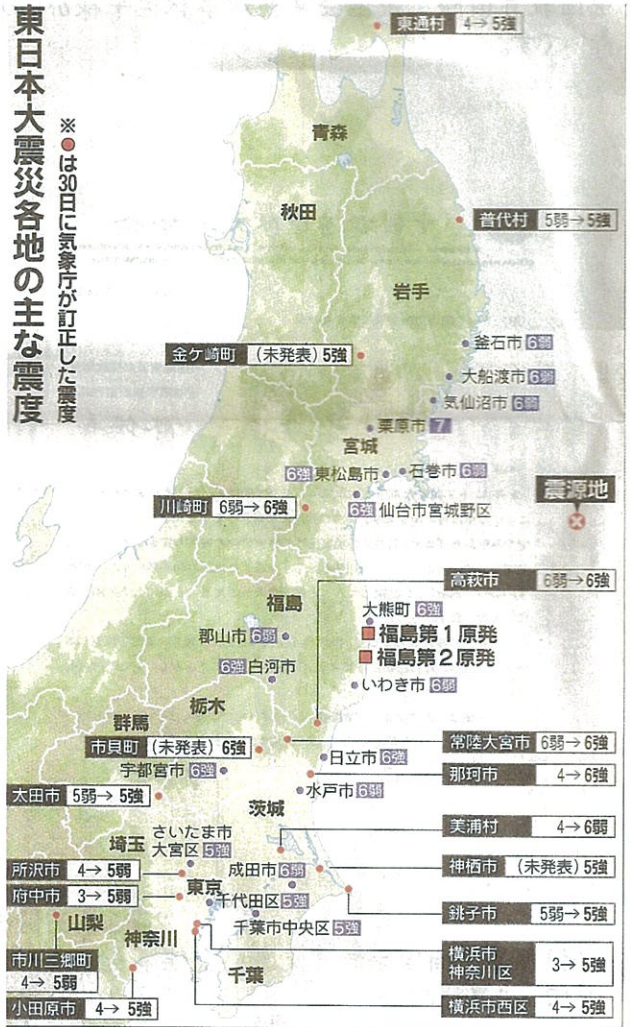 東日本大震災各地の主な震度
※●は30日に気象庁が訂正した震度
東通村 4→5強
青森
秋田
普代村 5弱→5強
岩手
釜石市 6弱
金ケ崎町 (未発表)5強
大船渡市 6弱
気仙沼市 6弱
栗原市 7
宮城
6強 東松島市
石巻市 6弱
震源地
川崎町 6弱→6強
6強 仙台市宮城野区
高萩市 6弱→6強
福島
大熊町 6強
郡山市 6弱
■福島第1原発
■福島第2原発
6強 白河市
いわき市 6弱
栃木
群馬
市貝町 (未発表)6強
常陸大宮市 6弱→6強
宇都宮市 6強
日立市 6強
那珂市 4→6強
太田市 5弱→5強
水戸市 6弱
茨城
美浦村 4→6弱
埼玉
さいたま市
大宮区 5強
所沢市 4→5弱
成田市 6弱
神栖市 (未発表)5強
府中市 3→5弱
東京
千代田区 5強
銚子市 5弱→5強
山梨
千葉市中央区 5強
神奈川
市川三郷町
4→5弱
横浜市
神奈川区 3→5強
千葉
小田原市 4→5強
横浜市西区 4→5強